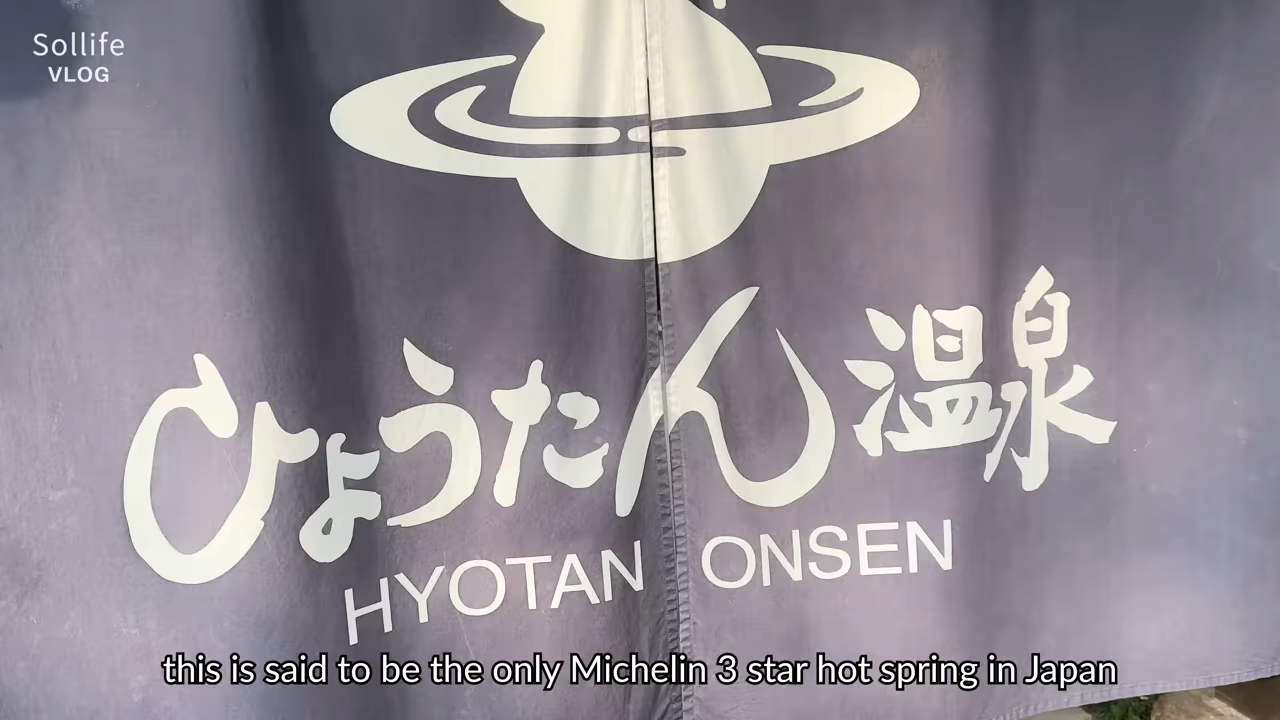 Sollife
VLOG
ひょうたん温泉
HYOTAN ONSEN
this is said to be the only Michelin 3 star hot spring in Japan